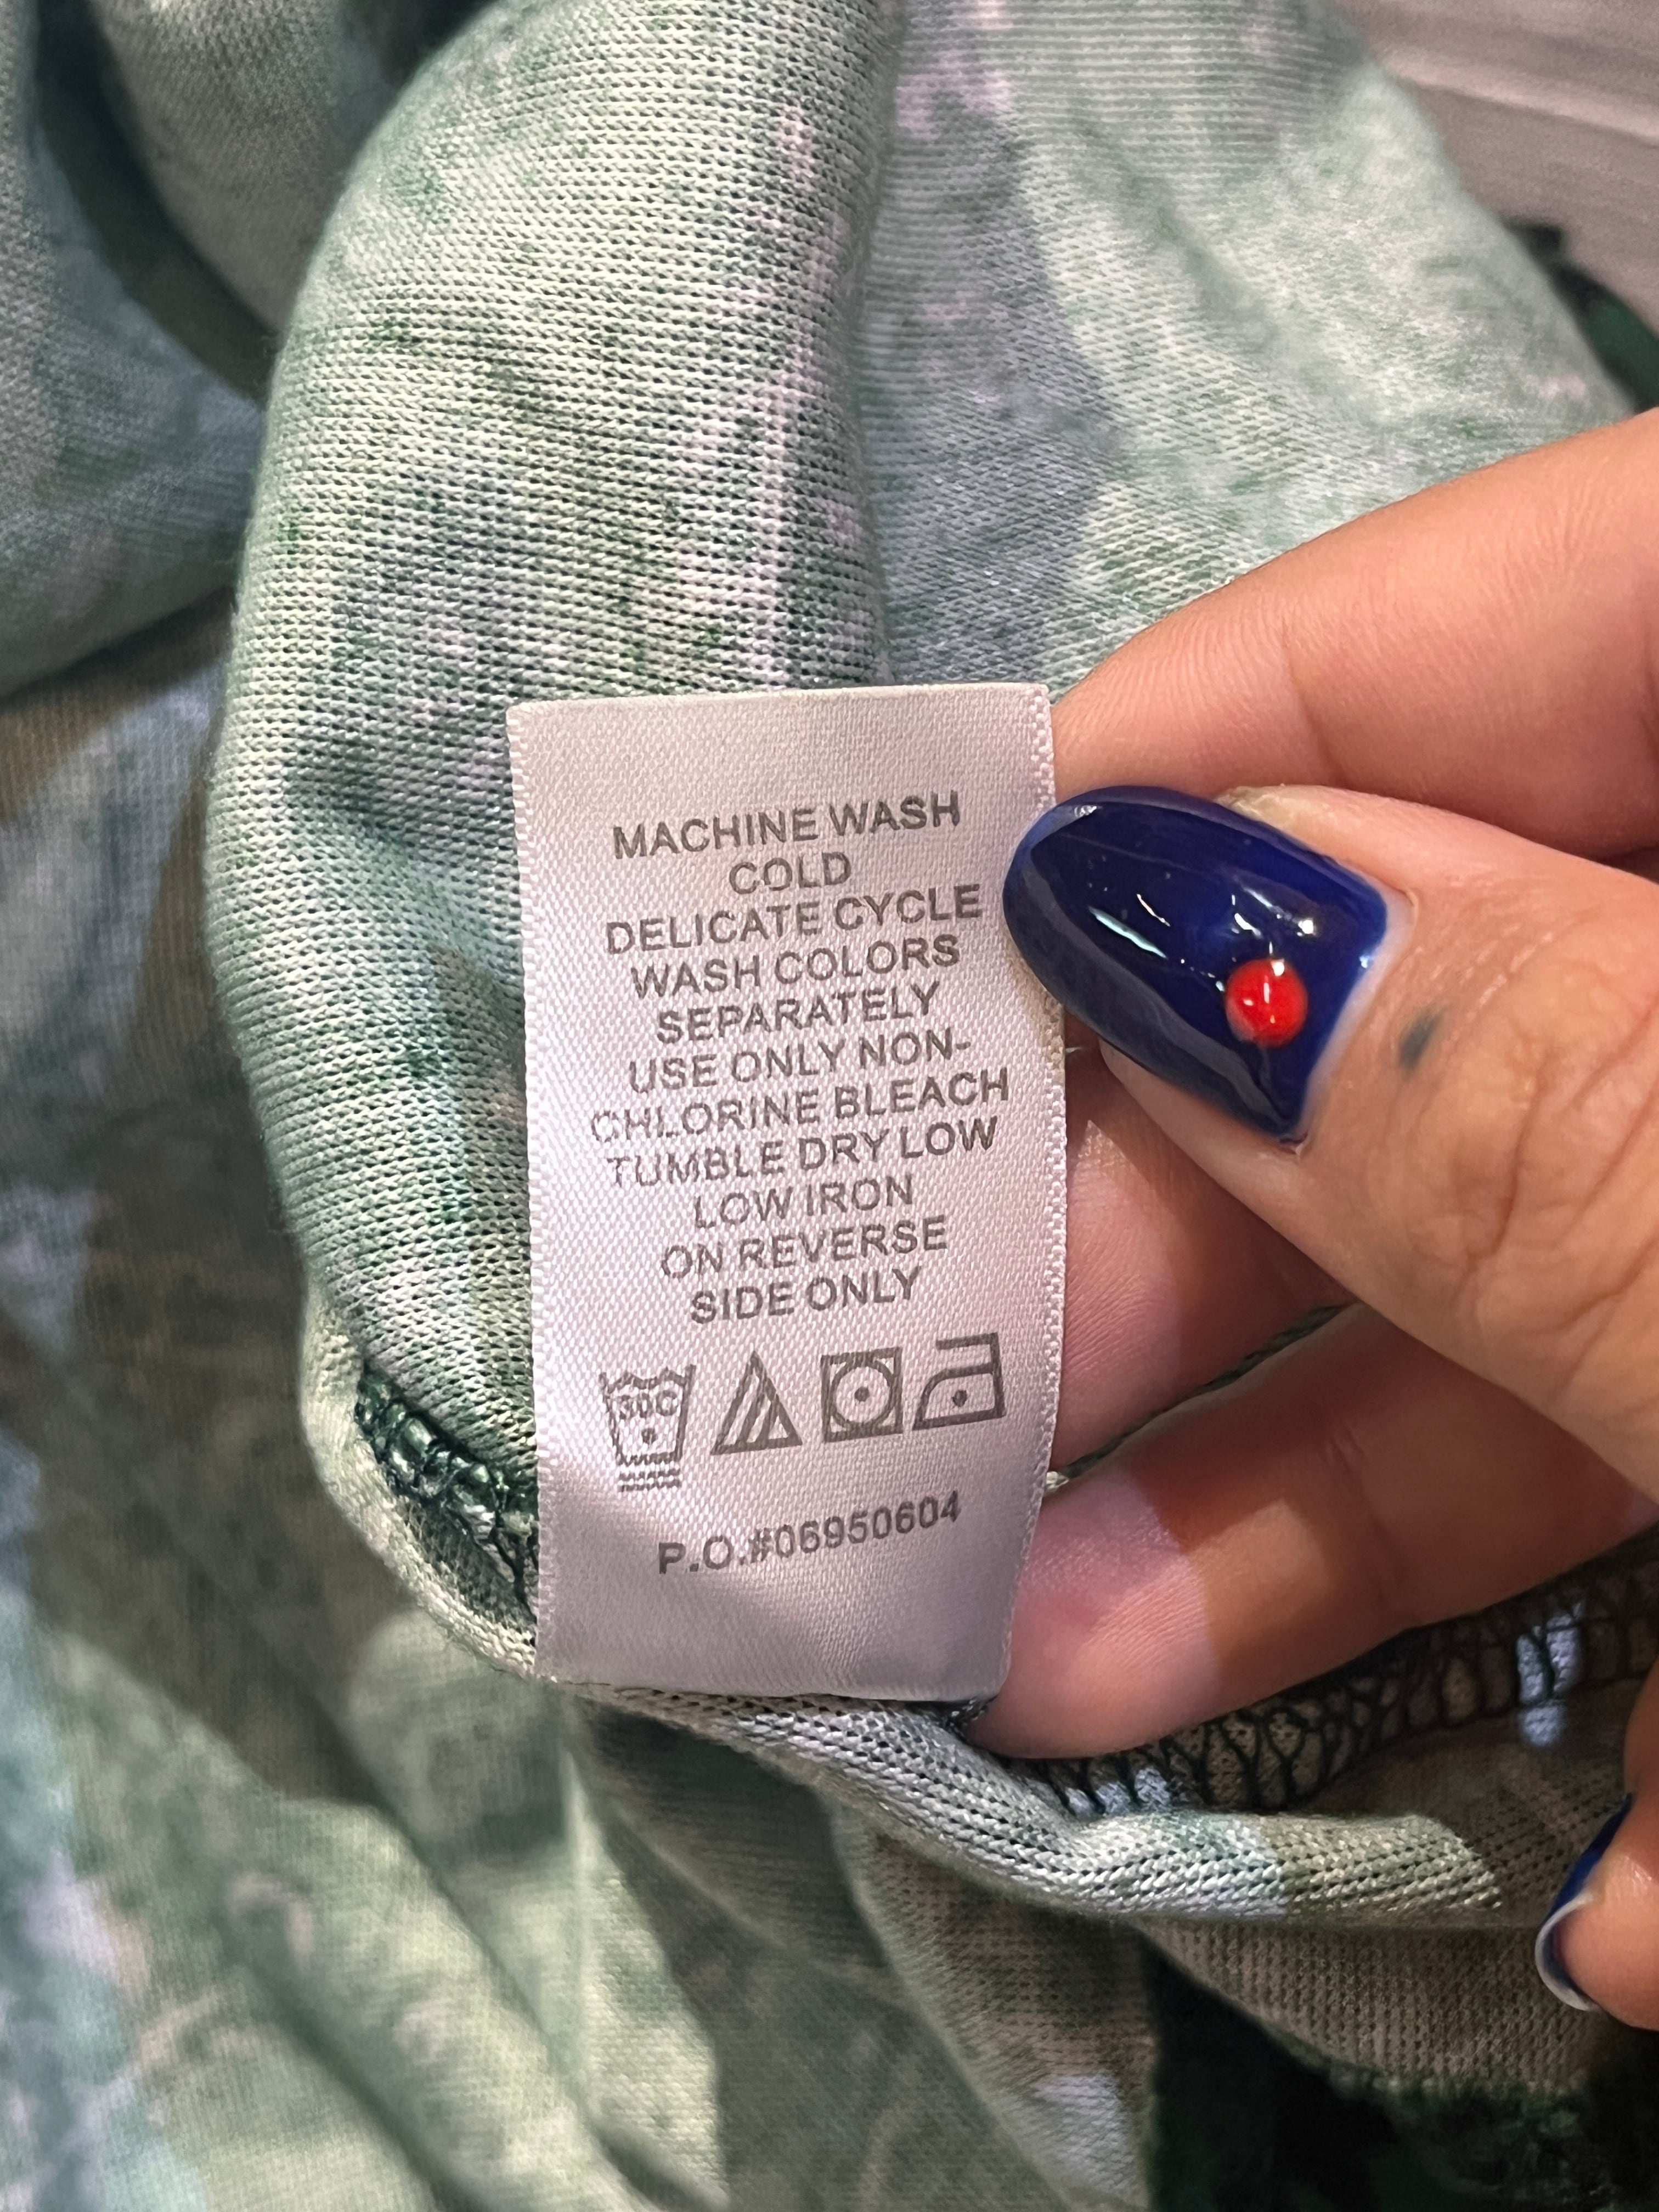 MACHINE WASH
COLD
DELICATE CYCLE
WASH COLORS
SEPARATELY
USE ONLY NON-
CHLORINE BLEACH
TUMBLE DRY LOW
LOW IRON
ON REVERSE
SIDE ONLY
30C
P.O.#06950604